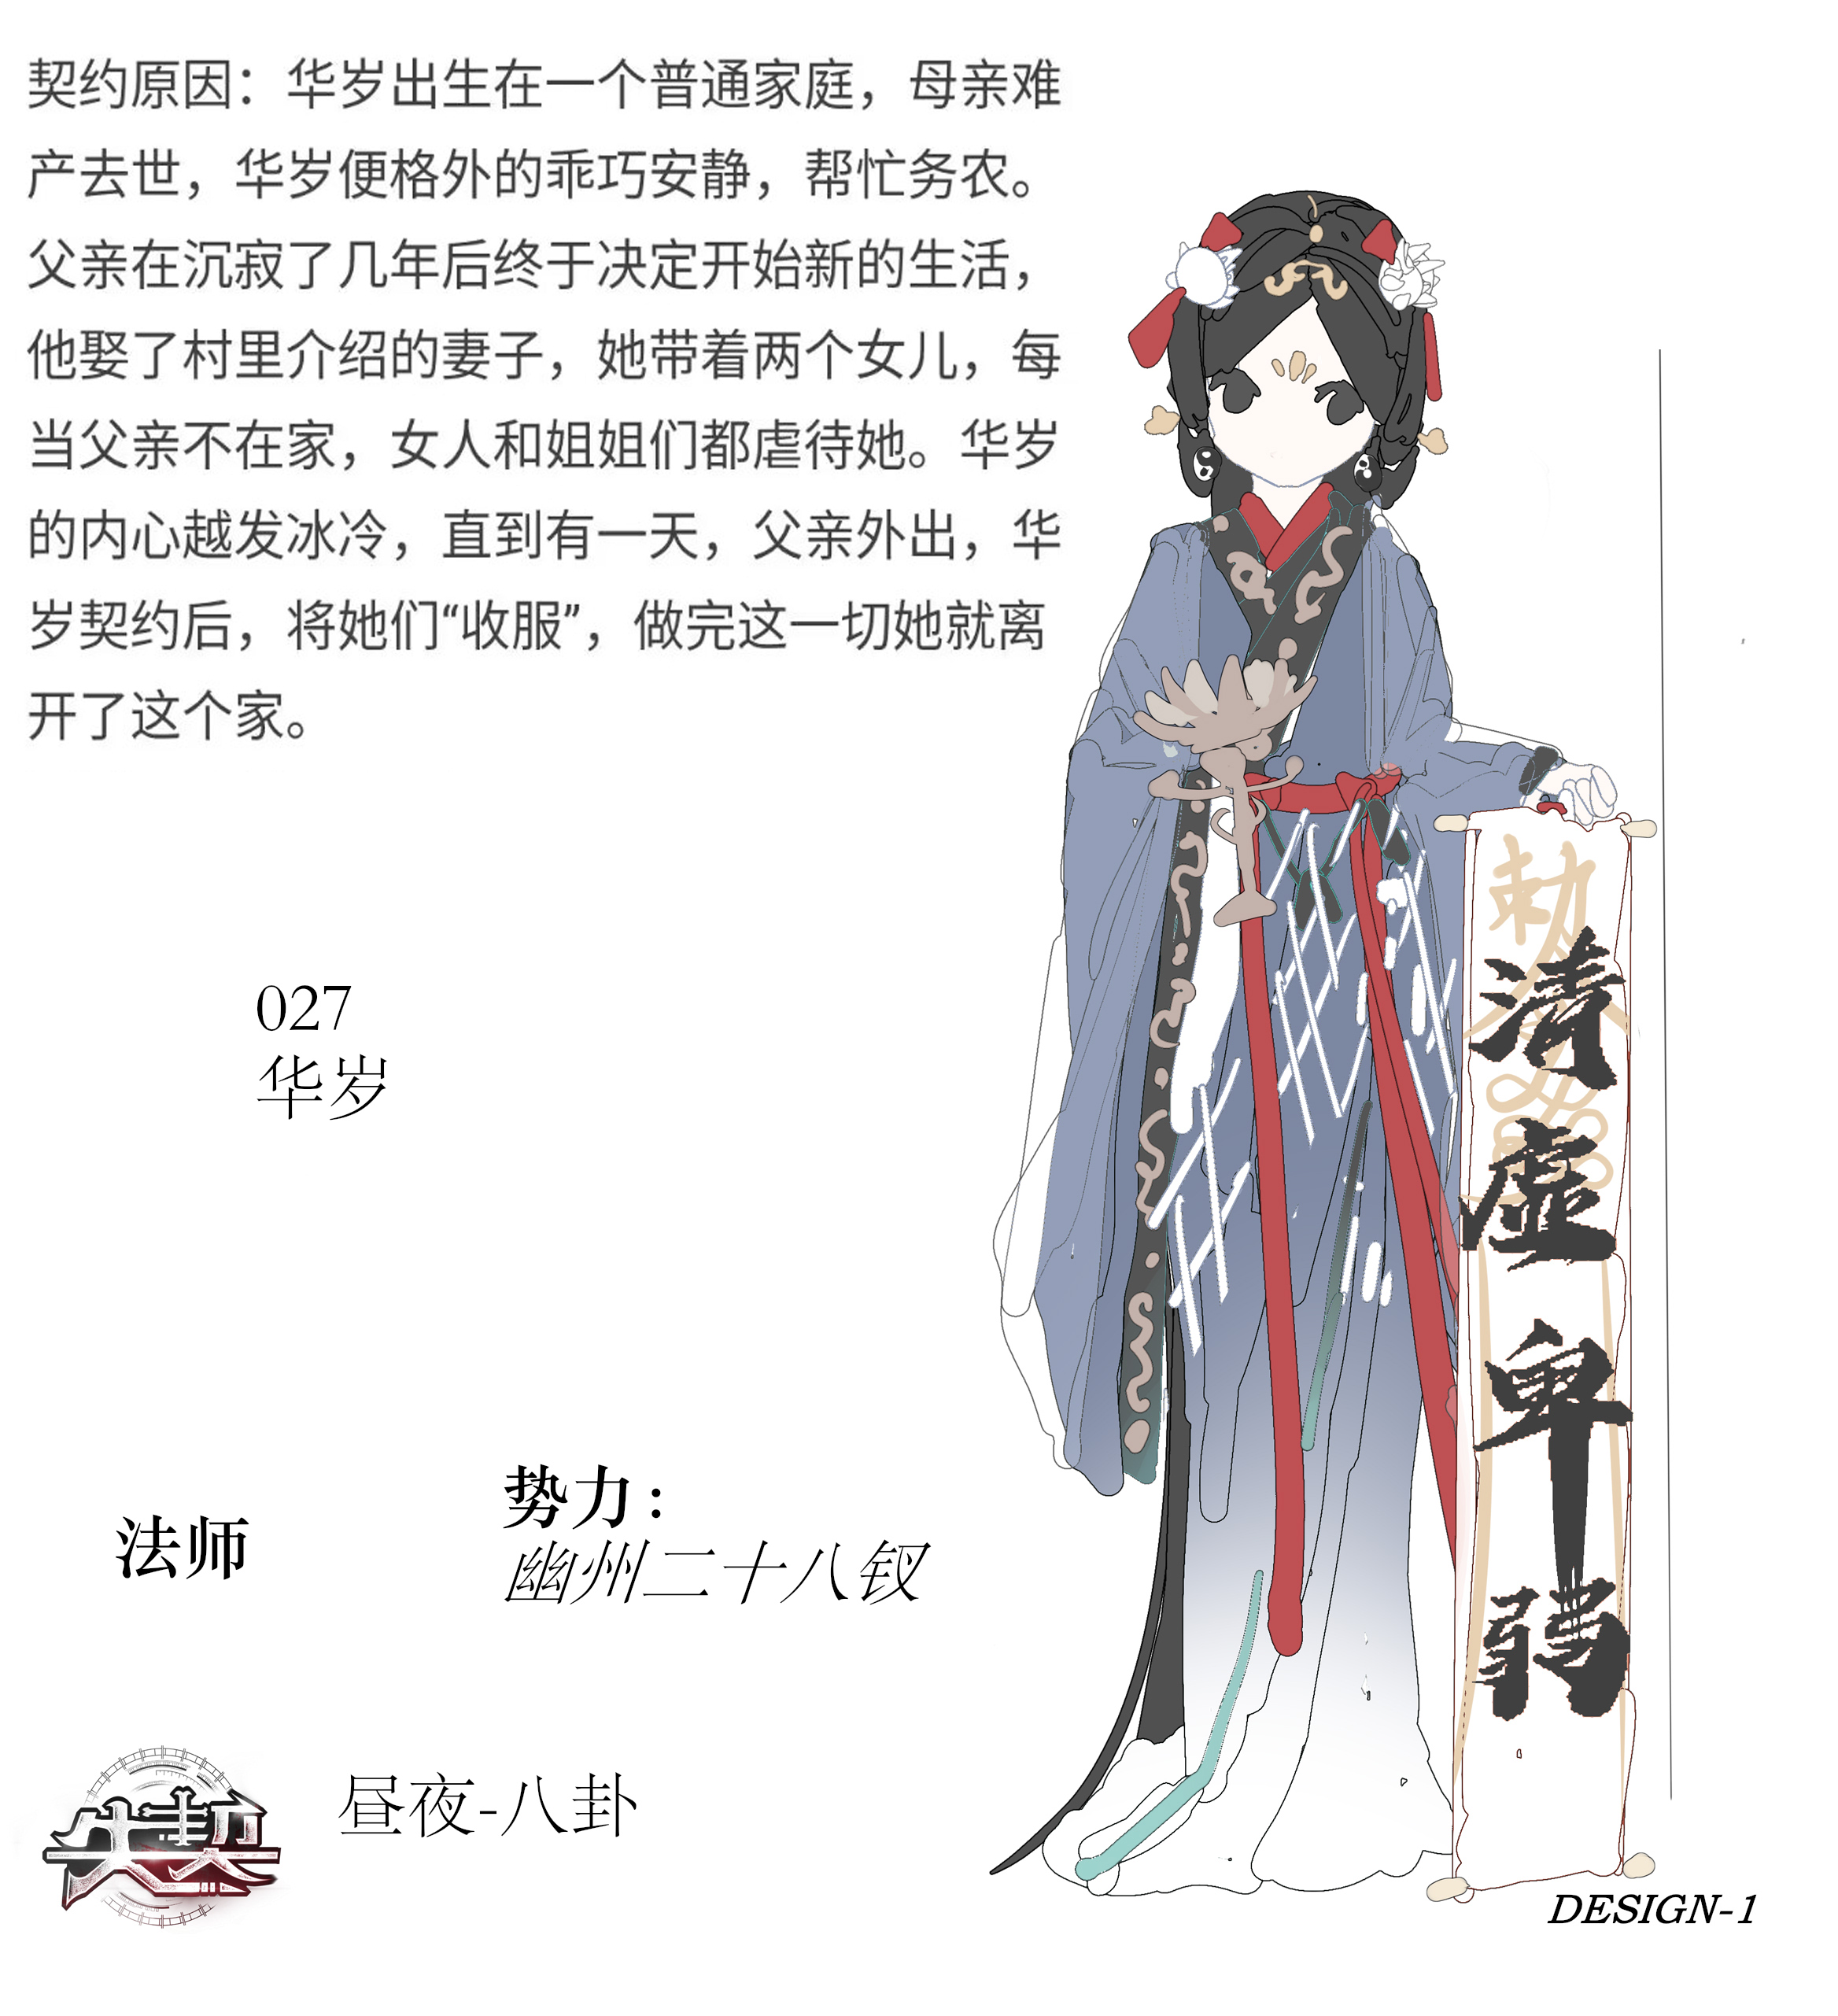 契约原因：华岁出生在一个普通家庭，母亲难
产去世，华岁便格外的乖巧安静，帮忙务农。
父亲在沉寂了几年后终于决定开始新的生活，
他娶了村里介绍的妻子，她带着两个女儿，每
当父亲不在家，女人和姐姐们都虐待她。华岁
的内心越发冰冷，直到有一天，父亲外出，华
岁契约后，将她们“收服”，做完这一切她就离
开了这个家。
027
华岁
法师
势力：
幽州二十八钗
失契
昼夜-八卦
敕
清
虚
卑
弱
DESIGN-1